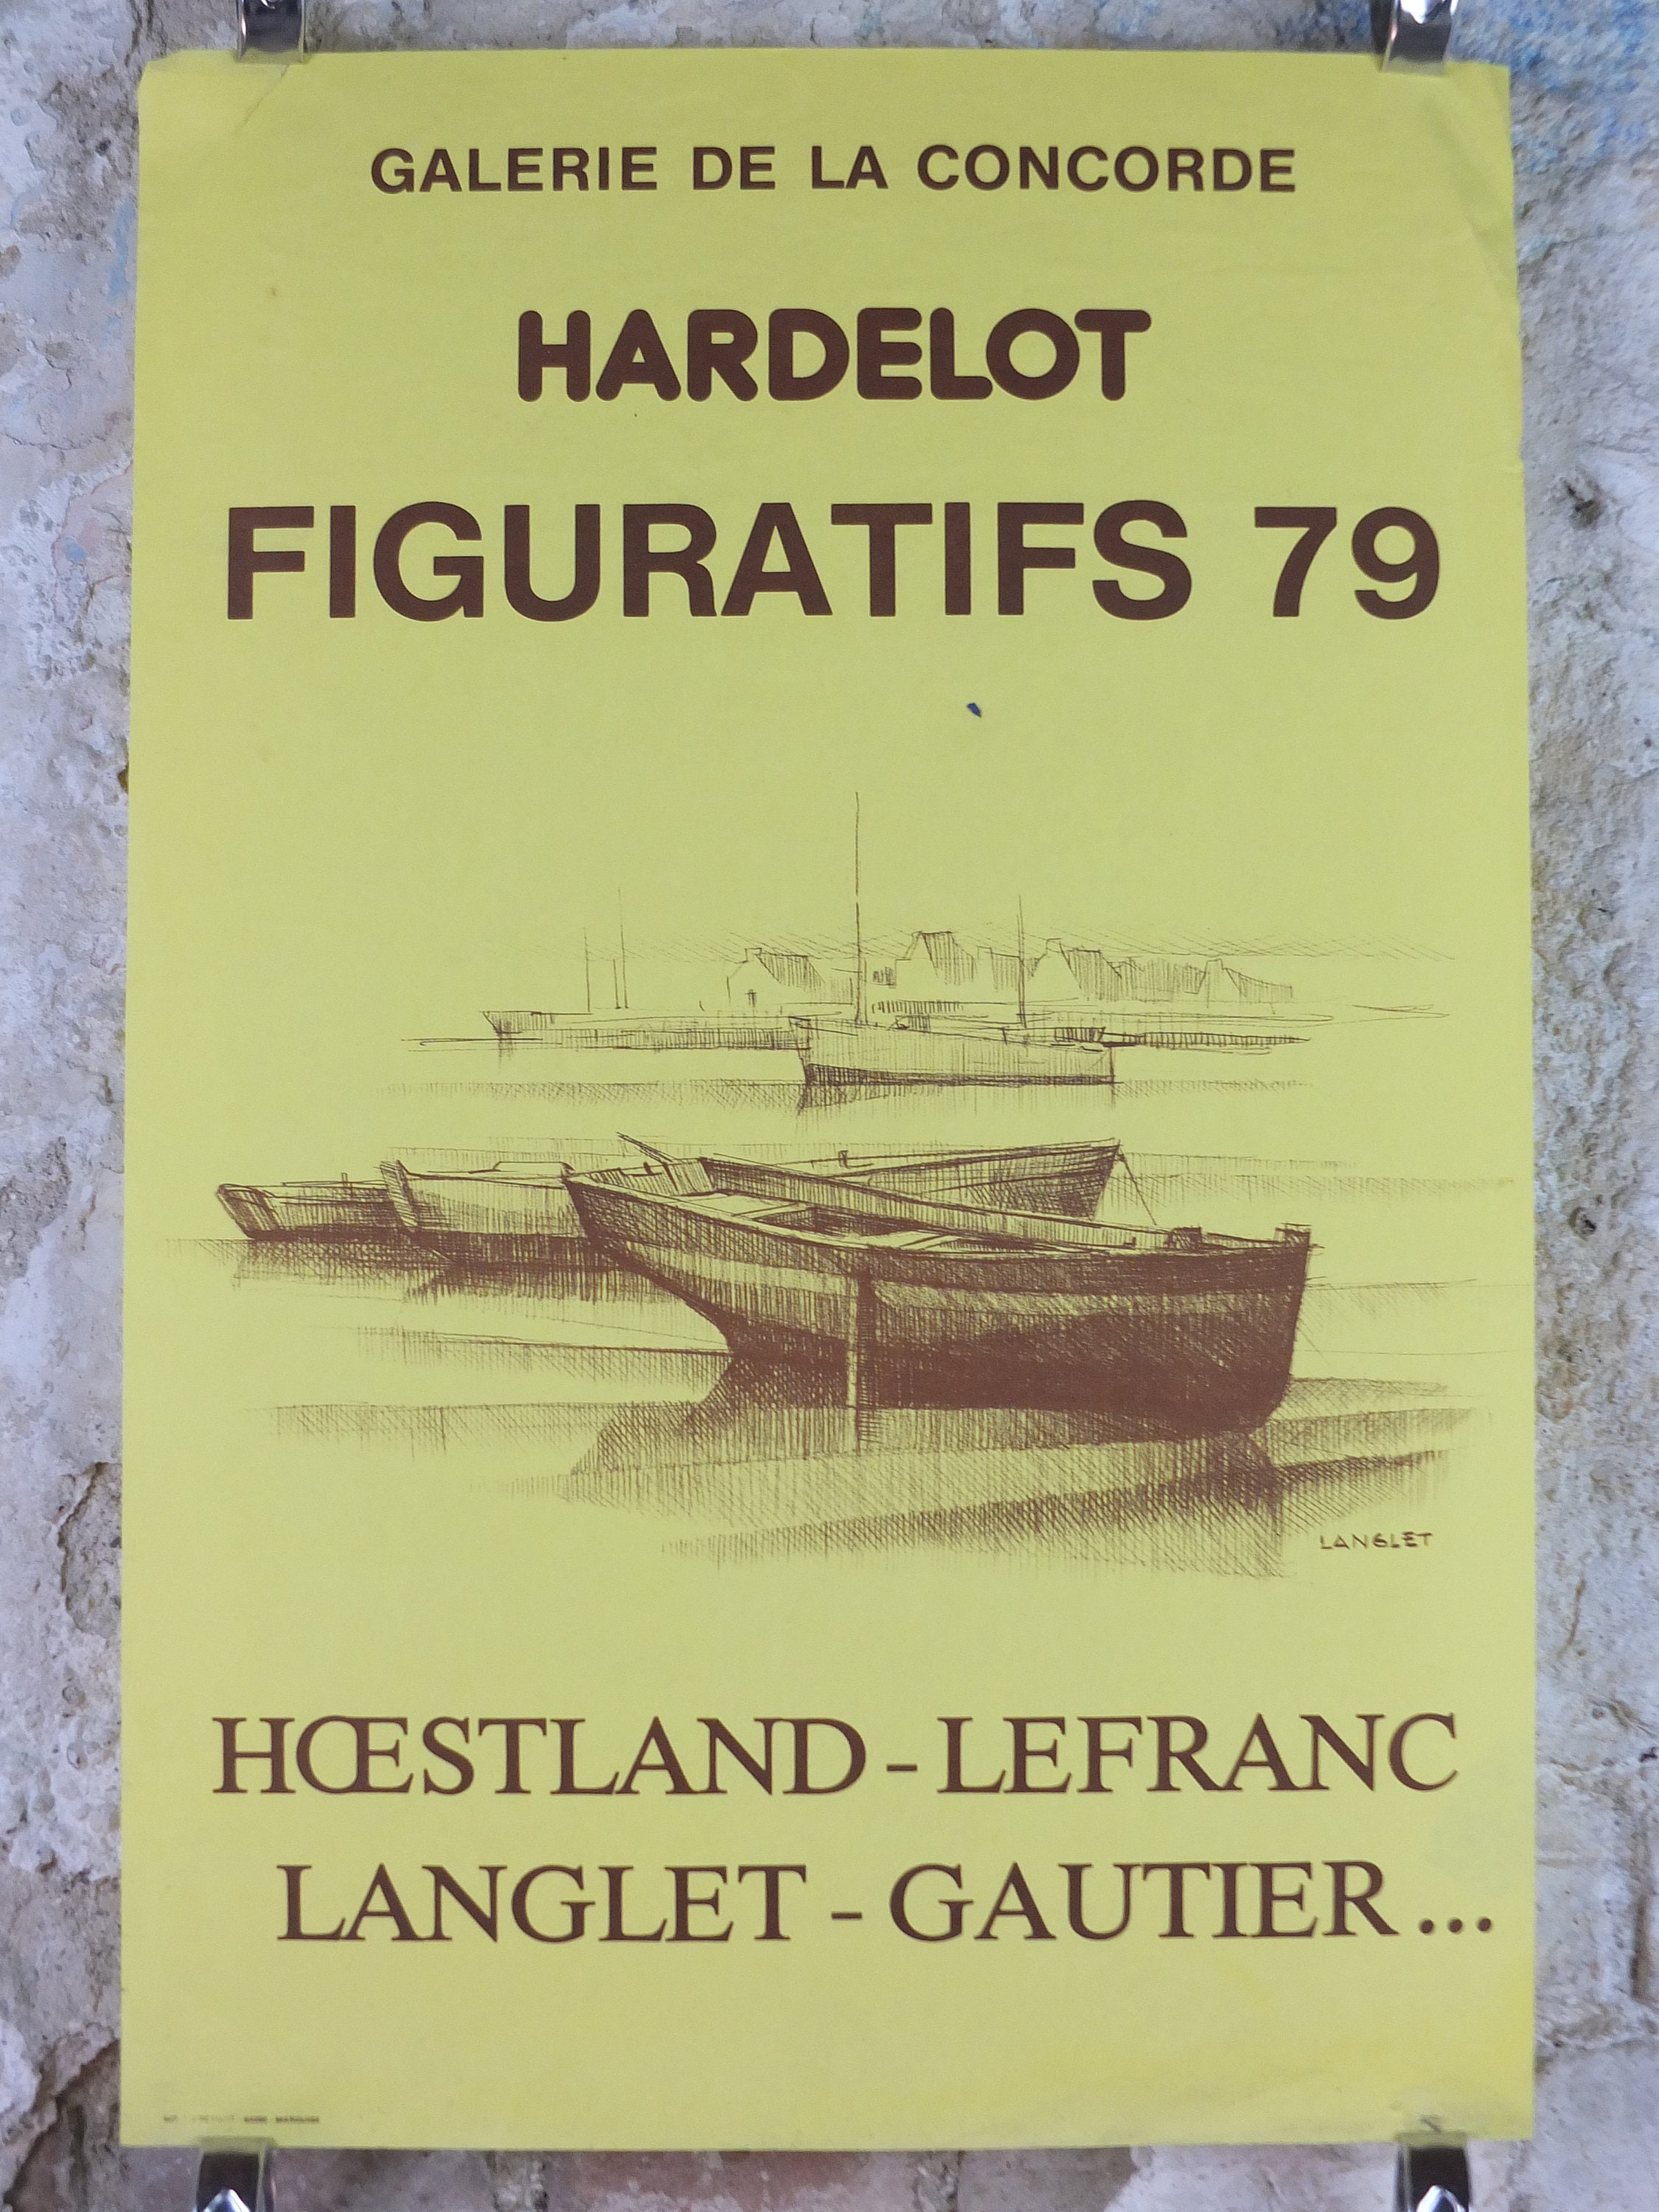 GALERIE DE LA CONCORDE
HARDELOT
FIGURATIFS 79
LANGLET
HŒSTLAND - LEFRANC
LANGLET - GAUTIER...